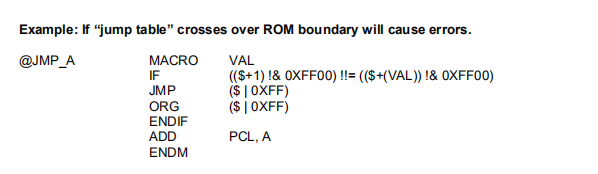 Example: If “jump table” crosses over ROM boundary will cause errors.
@JMP_A MACRO VAL
IF (($+1) !& 0XFF00) !!= (($+(VAL)) !& 0XFF00)
JMP ($ | 0XFF)
ORG ($ | 0XFF)
ENDIF
ADD PCL, A
ENDM